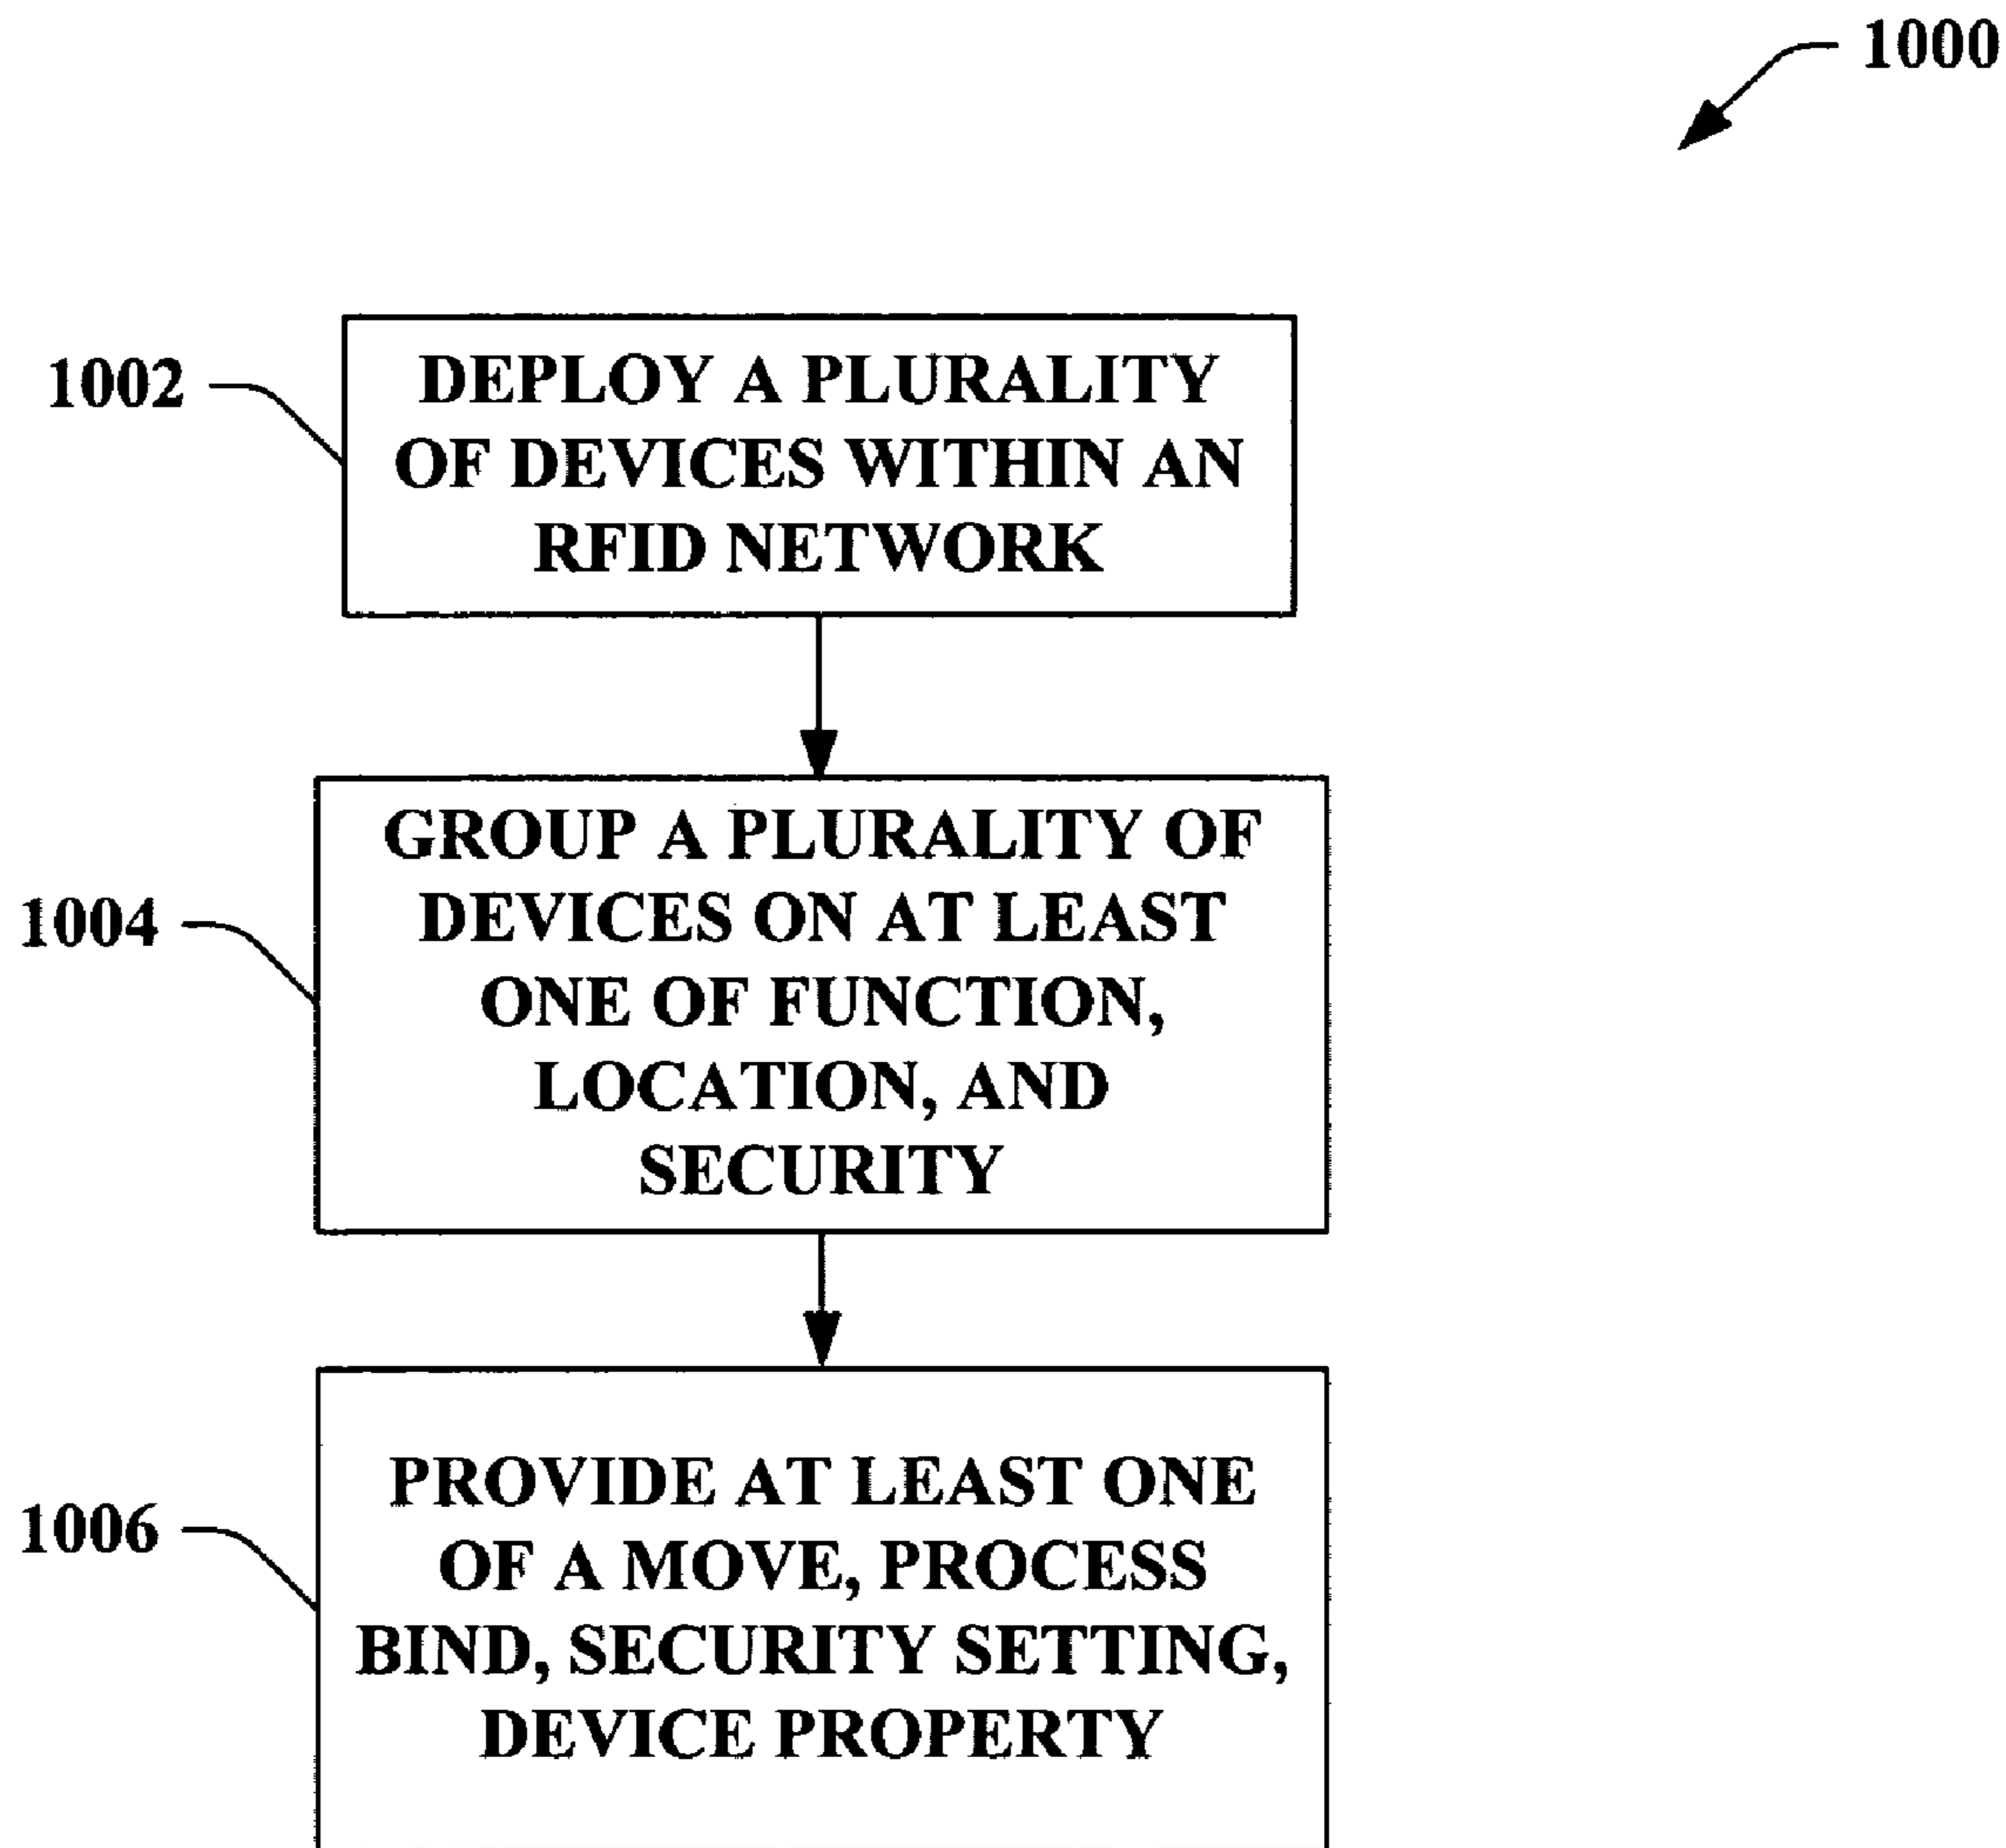 1000
1002
DEPLOY A PLURALITY
OF DEVICES WITHIN AN
RFID NETWORK
1004
GROUP A PLURALITY OF
DEVICES ON AT LEAST
ONE OF FUNCTION,
LOCATION, AND
SECURITY
1006
PROVIDE AT LEAST ONE
OF A MOVE, PROCESS
BIND, SECURITY SETTING,
DEVICE PROPERTY